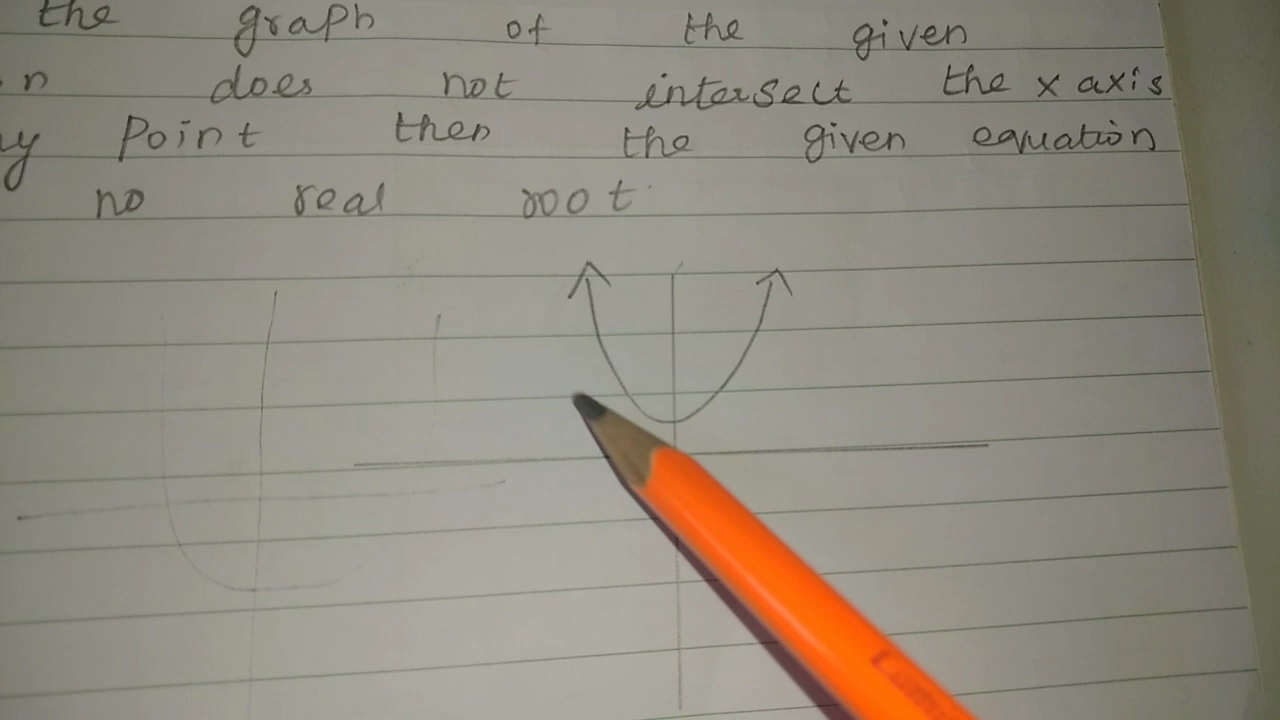 the graph of the given
n does not intersect the x axis
y Point then the given equation
no real root